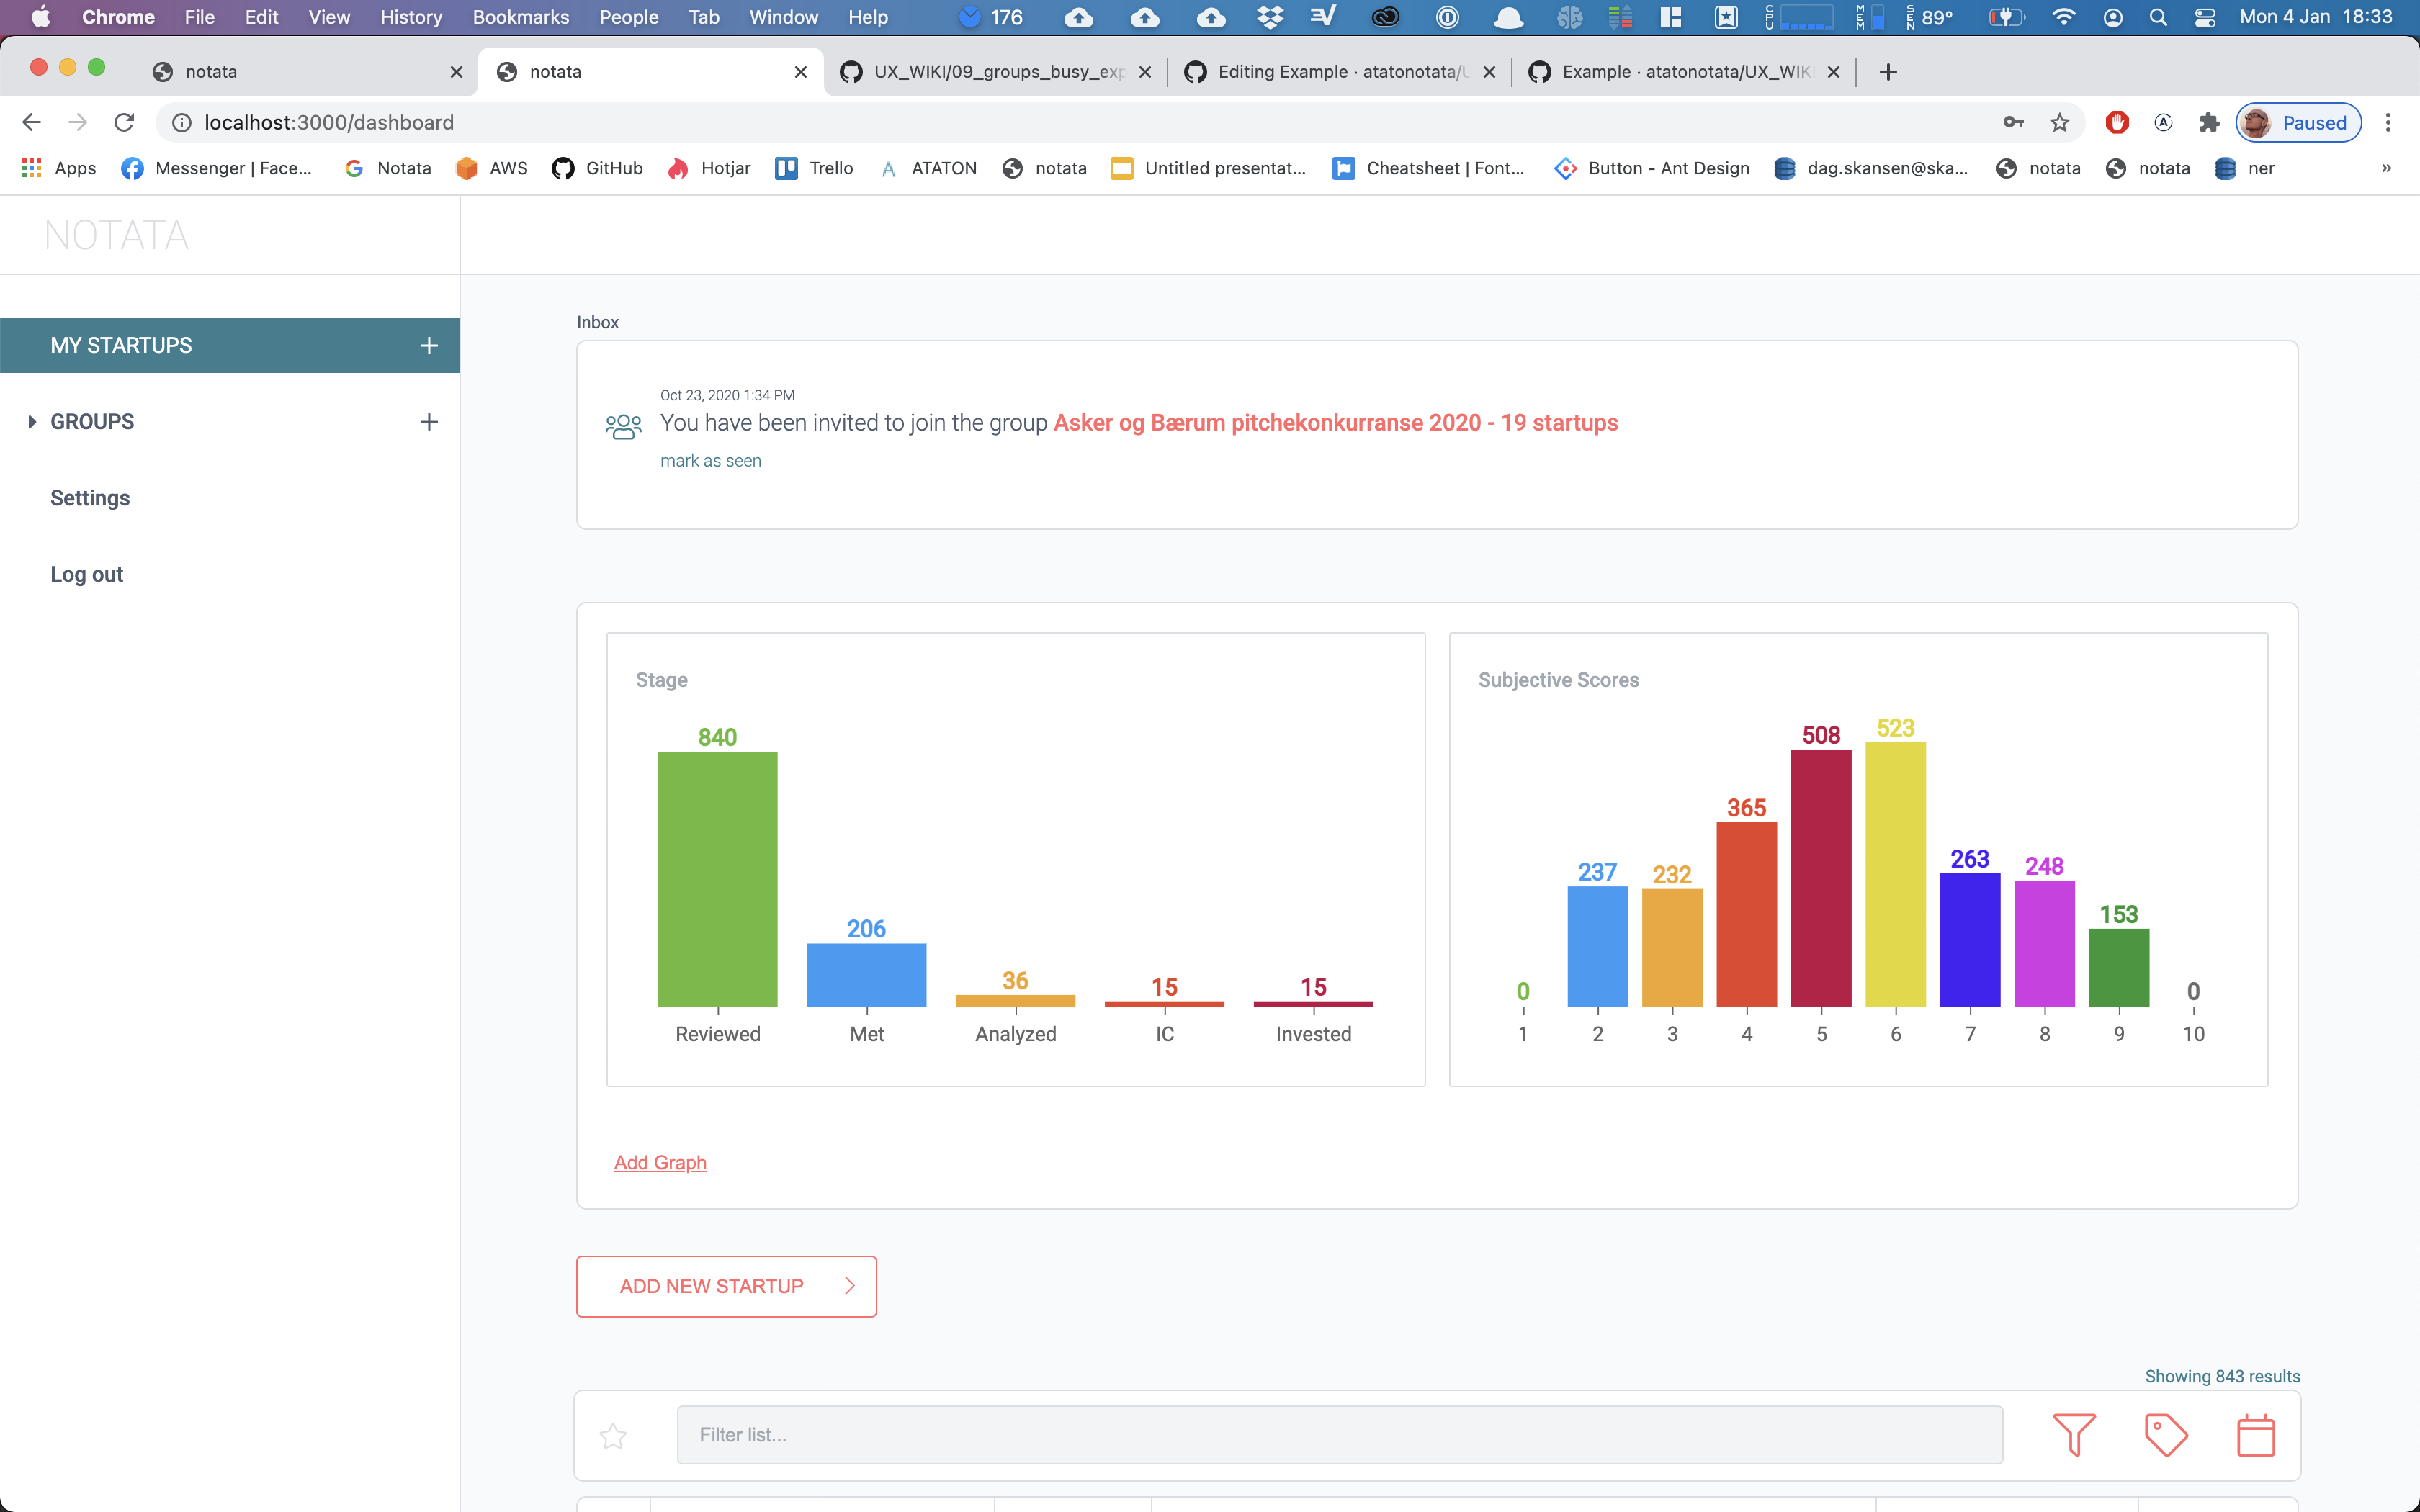 Chrome File Edit View History Bookmarks People Tab Window Help 176 CPU MEM SEN 89° Mon 4 Jan 18:33
notata notata UX_WIKI/09_groups_busy_exp Editing Example · atatonotata/U Example · atatonotata/UX_WIK
localhost:3000/dashboard Paused
Apps Messenger | Face... Notata AWS GitHub Hotjar Trello ATATON notata Untitled presentat... Cheatsheet | Font... Button - Ant Design dag.skansen@ska... notata notata ner »
NOTATA
MY STARTUPS
GROUPS
Settings
Log out
Inbox
Oct 23, 2020 1:34 PM
You have been invited to join the group Asker og Bærum pitchekonkurranse 2020 - 19 startups
mark as seen
Stage
840
206
36
15
15
Reviewed Met Analyzed IC Invested
Subjective Scores
0
237
232
365
508
523
263
248
153
0
1 2 3 4 5 6 7 8 9 10
Add Graph
ADD NEW STARTUP
Showing 843 results
Filter list...